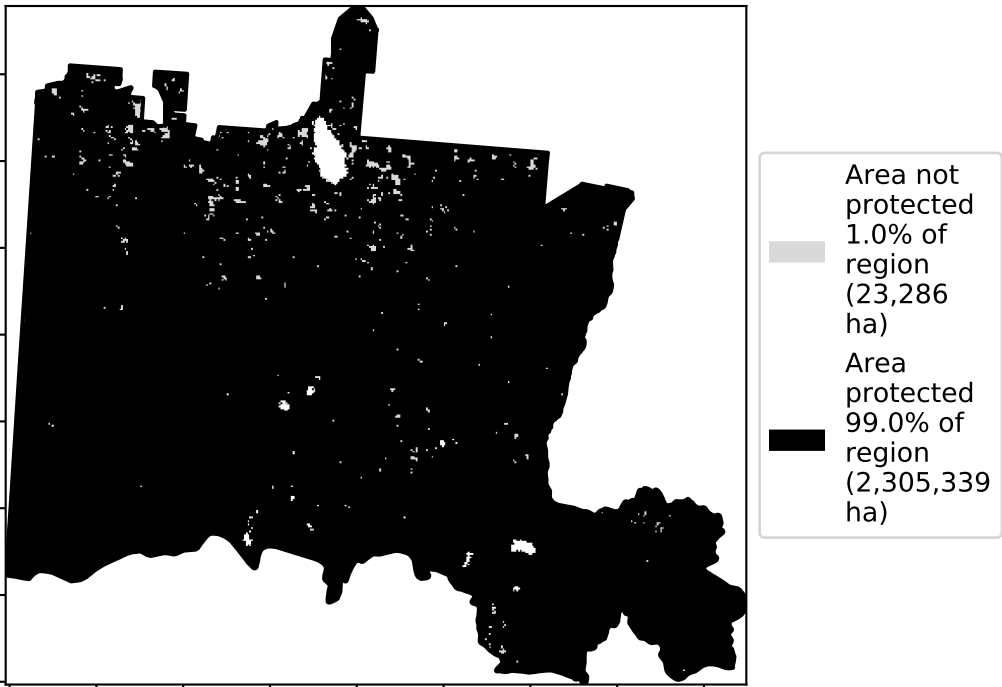 Area not
protected
1.0% of
region
(23,286
ha)
Area
protected
99.0% of
region
(2,305,339
ha)